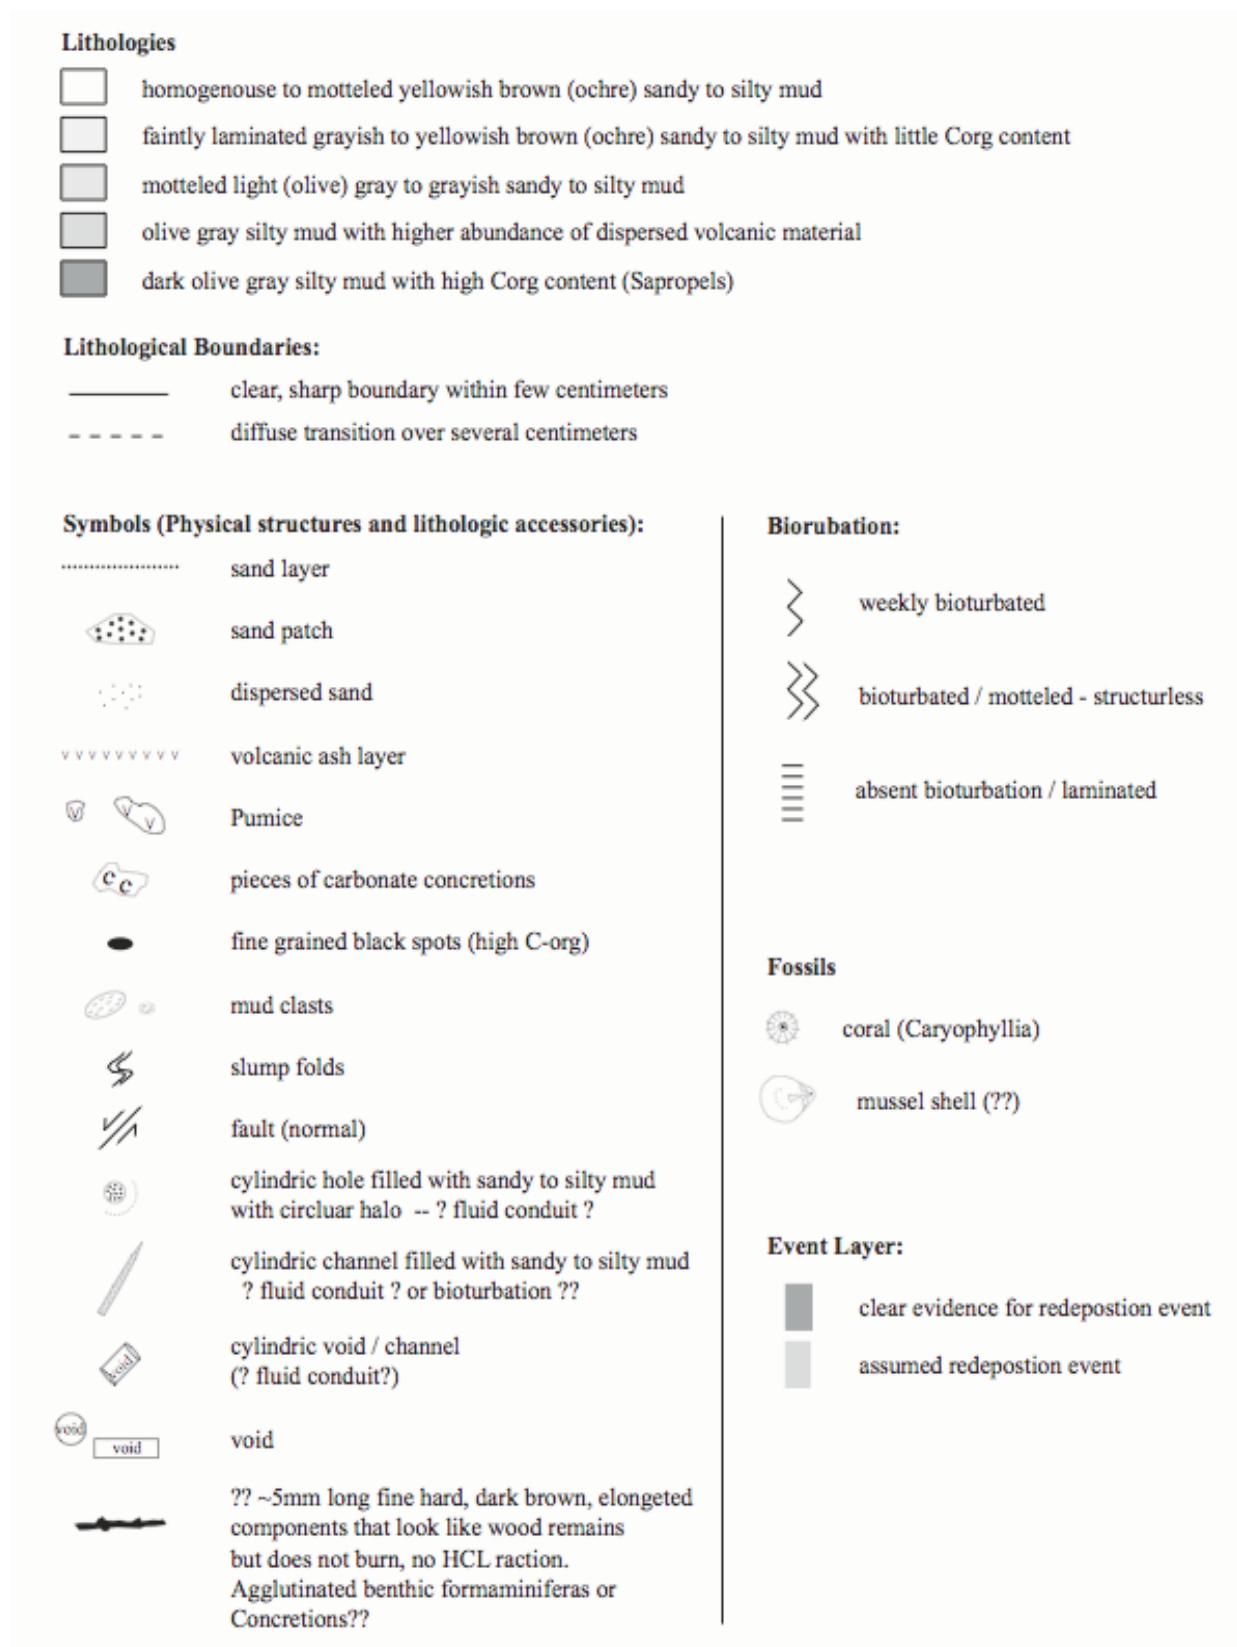 Lithologies
homogenouse to motteled yellowish brown (ochre) sandy to silty mud
faintly laminated grayish to yellowish brown (ochre) sandy to silty mud with little Corg content
motteled light (olive) gray to grayish sandy to silty mud
olive gray silty mud with higher abundance of dispersed volcanic material
dark olive gray silty mud with high Corg content (Sapropels)
Lithological Boundaries:
clear, sharp boundary within few centimeters
diffuse transition over several centimeters
Symbols (Physical structures and lithologic accessories):
sand layer
sand patch
dispersed sand
v v v v v v v v v
volcanic ash layer
V V V
Pumice
c c
pieces of carbonate concretions
fine grained black spots (high C-org)
mud clasts
slump folds
fault (normal)
cylindric hole filled with sandy to silty mud
with circluar halo -- ? fluid conduit ?
cylindric channel filled with sandy to silty mud
? fluid conduit ? or bioturbation ??
void
cylindric void / channel
(? fluid conduit?)
void
void
void
?? ~5mm long fine hard, dark brown, elongeted
components that look like wood remains
but does not burn, no HCL raction.
Agglutinated benthic formaminiferas or
Concretions??
Biorubation:
weekly bioturbated
bioturbated / motteled - structurless
absent bioturbation / laminated
Fossils
coral (Caryophyllia)
mussel shell (??)
Event Layer:
clear evidence for redepostion event
assumed redepostion event